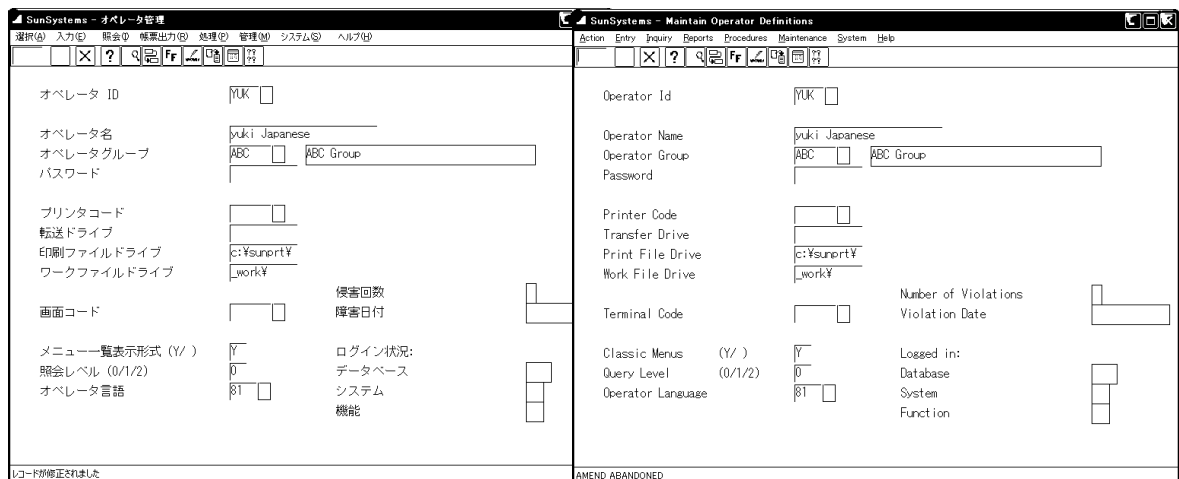 SunSystems - オペレータ管理
選択(A) 入力(E) 照会(I) 帳票出力(R) 処理(P) 管理(M) システム(S) ヘルプ(H)
? FF ?? ??
オペレータ ID YUK
オペレータ名 yuki Japanese
オペレータグループ ABC ABC Group
パスワード
プリンタコード
転送ドライブ
印刷ファイルドライブ c:¥sunprt¥
ワークファイルドライブ _work¥
侵害回数
画面コード 障害日付
メニュー一覧表示形式 (Y/ ) Y ログイン状況:
照会レベル (0/1/2) 0 データベース
オペレータ言語 81 システム
機能
レコードが修正されました
SunSystems - Maintain Operator Definitions
Action Entry Inquiry Reports Procedures Maintenance System Help
? FF ?? ??
Operator Id YUK
Operator Name yuki Japanese
Operator Group ABC ABC Group
Password
Printer Code
Transfer Drive
Print File Drive c:¥sunprt¥
Work File Drive _work¥
Number of Violations
Terminal Code Violation Date
Classic Menus (Y/ ) Y Logged in:
Query Level (0/1/2) 0 Database
Operator Language 81 System
Function
AMEND ABANDONED